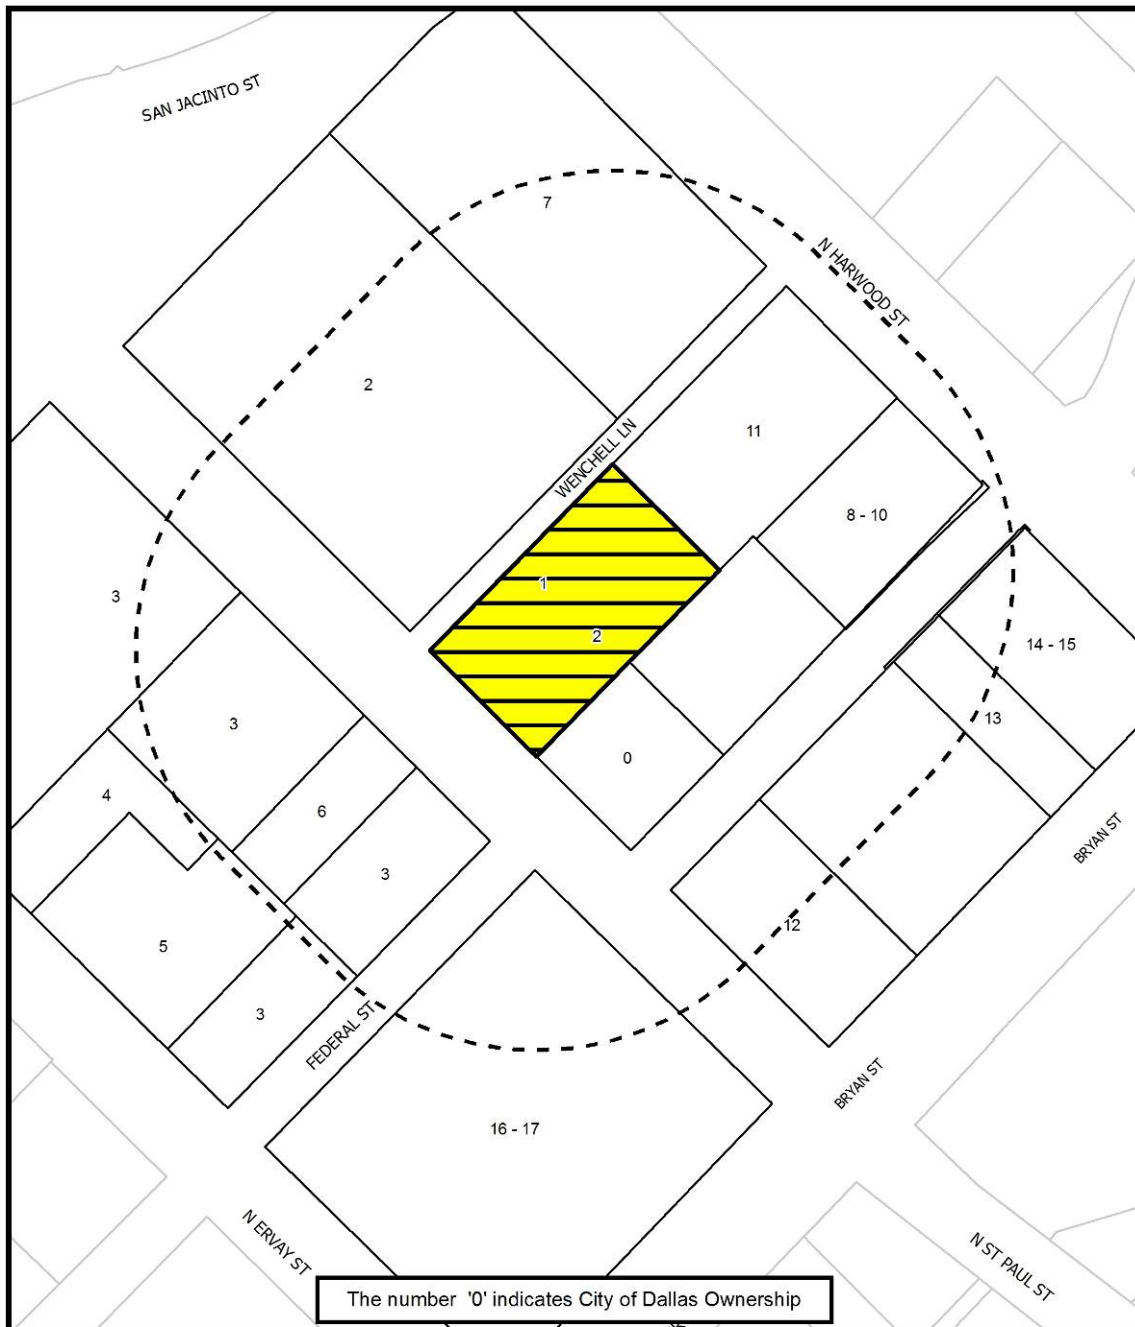 SAN JACINTO ST
7
N HARWOOD ST
2
WENCHELL LN
11
8 - 10
1
3
2
14 - 15
3
13
0
4
6
BRYAN ST
3
12
5
3
FEDERAL ST
BRYAN ST
16 - 17
N ERVAY ST
N ST PAUL ST
The number '0' indicates City of Dallas Ownership